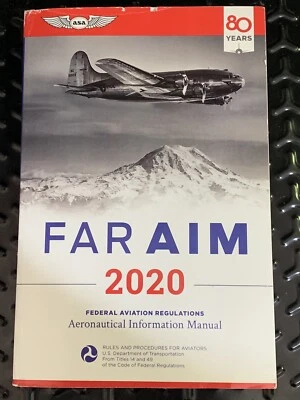 ASA
80
YEARS
FAR AIM
2020
FEDERAL AVIATION REGULATIONS
Aeronautical Information Manual
RULES AND PROCEDURES FOR AVIATORS
U.S. Department of Transportation
From Titles 14 and 49
of the Code of Federal Regulations